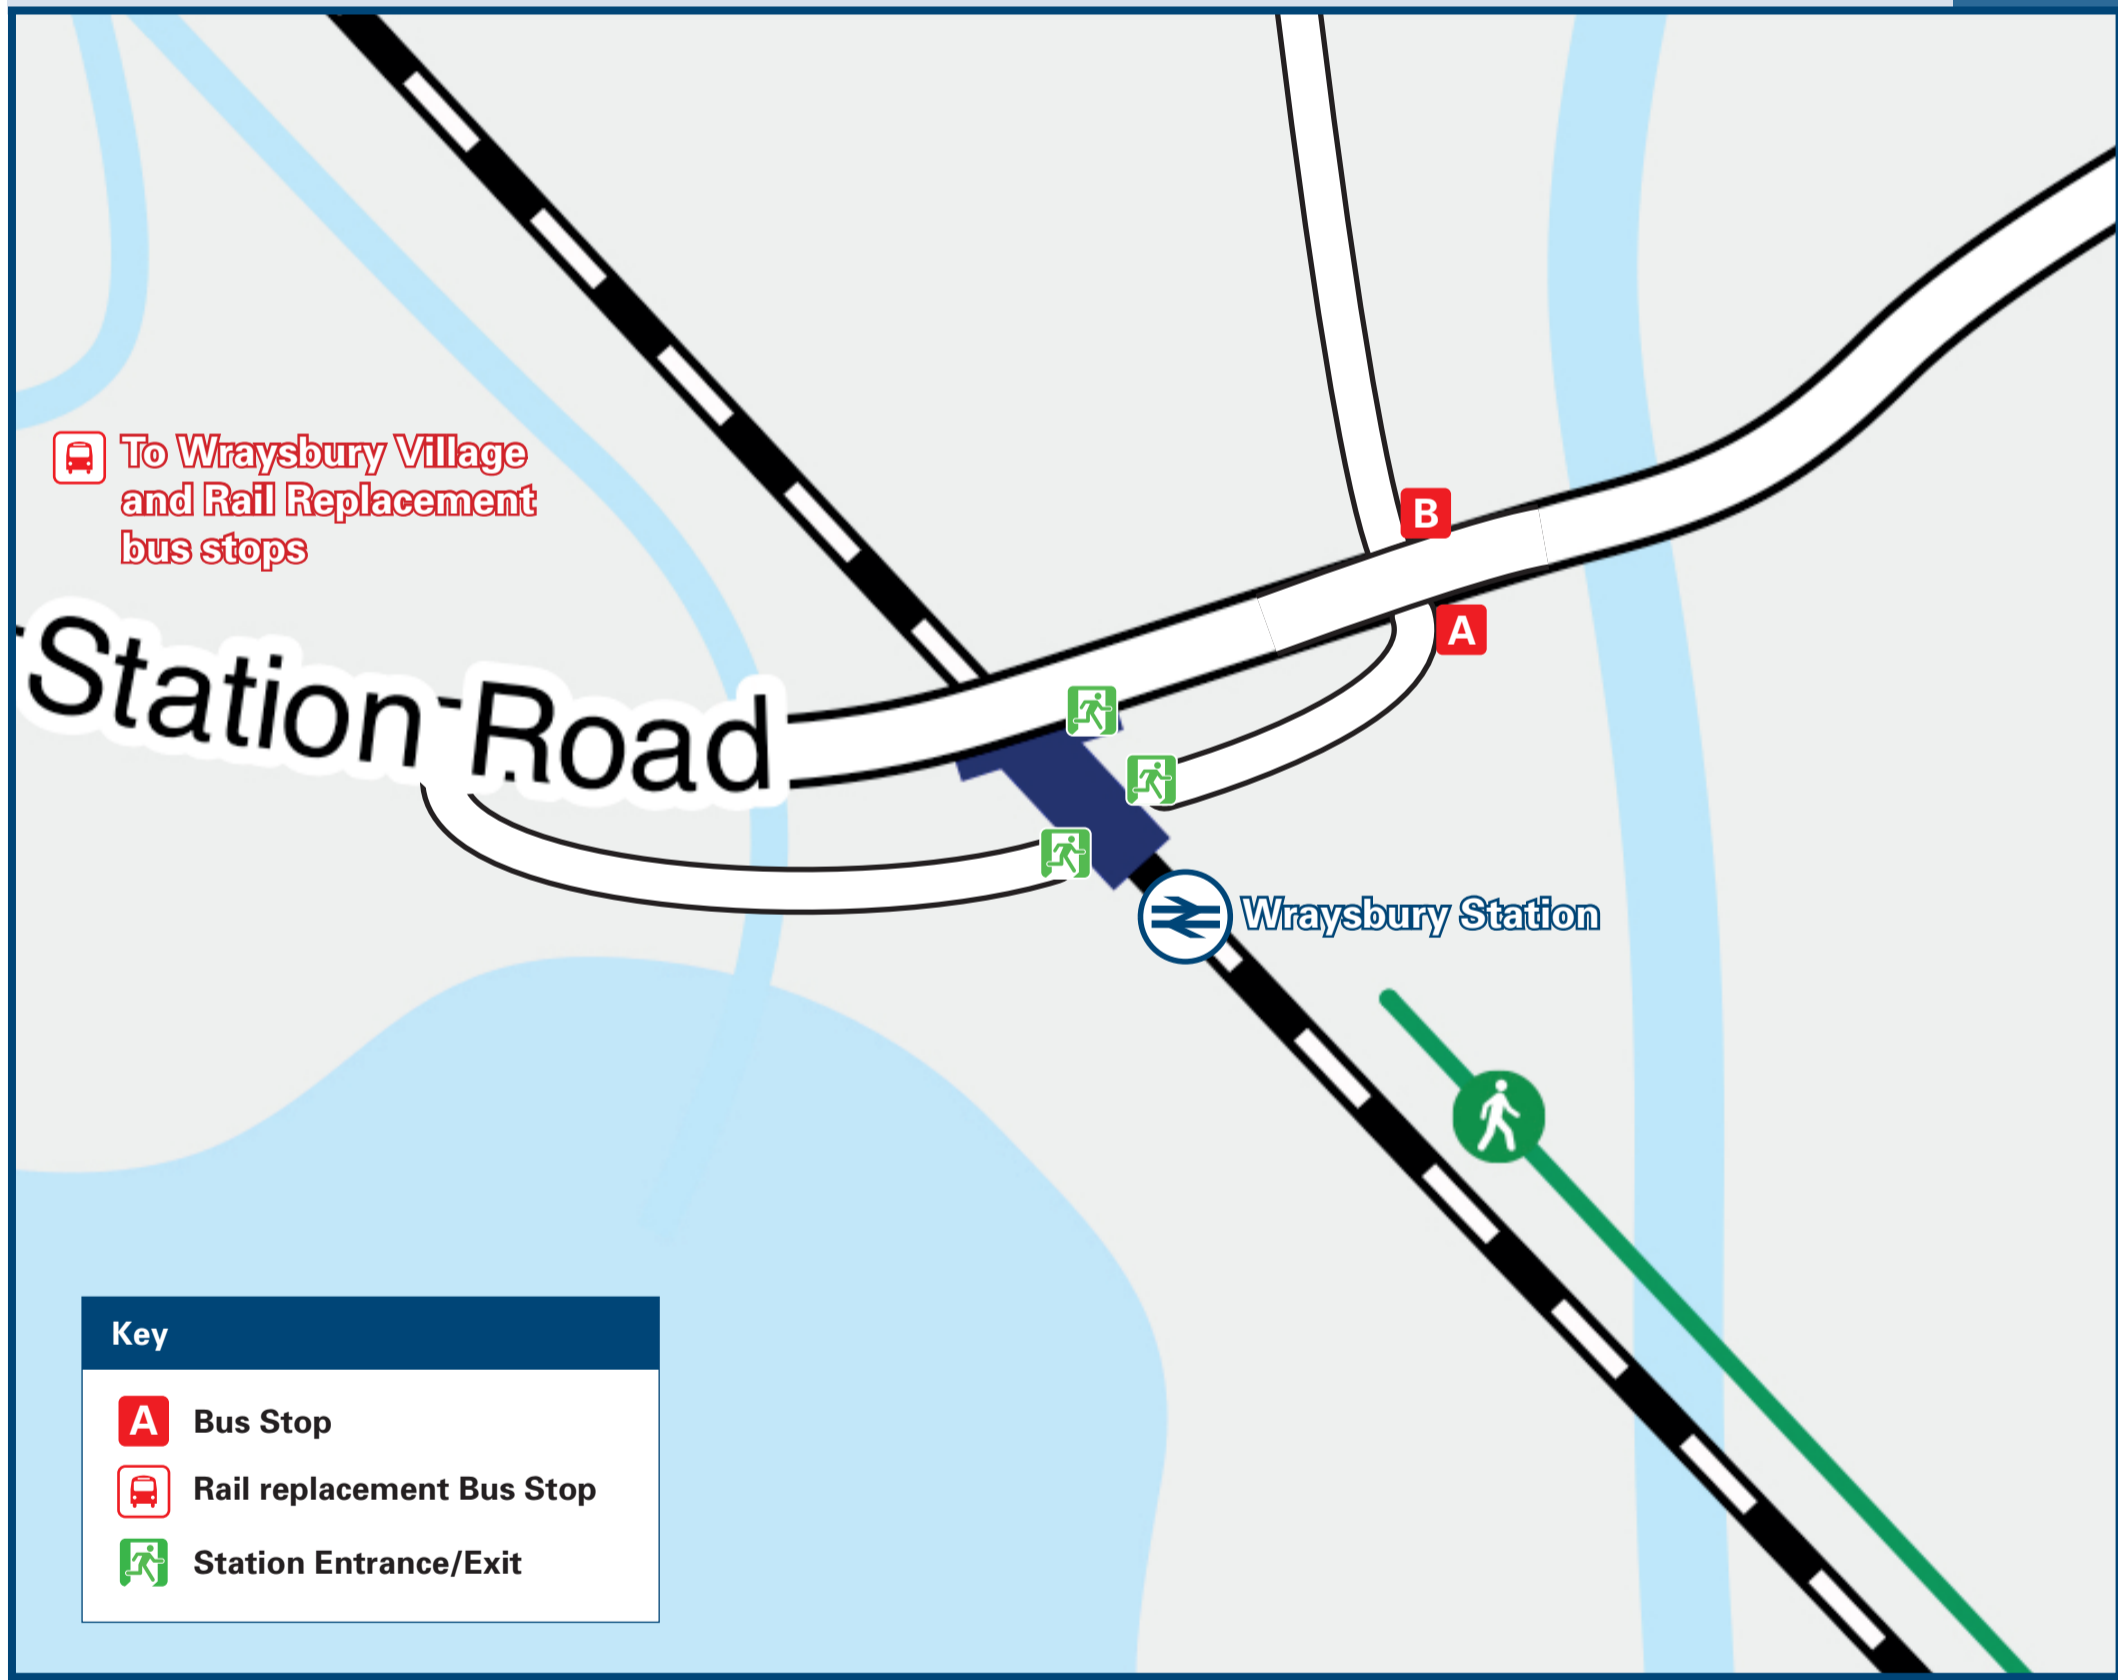 B
To Wraysbury Village
and Rail Replacement
bus stops
A
Station Road
Wraysbury Station
Key
A Bus Stop
Rail replacement Bus Stop
Station Entrance/Exit